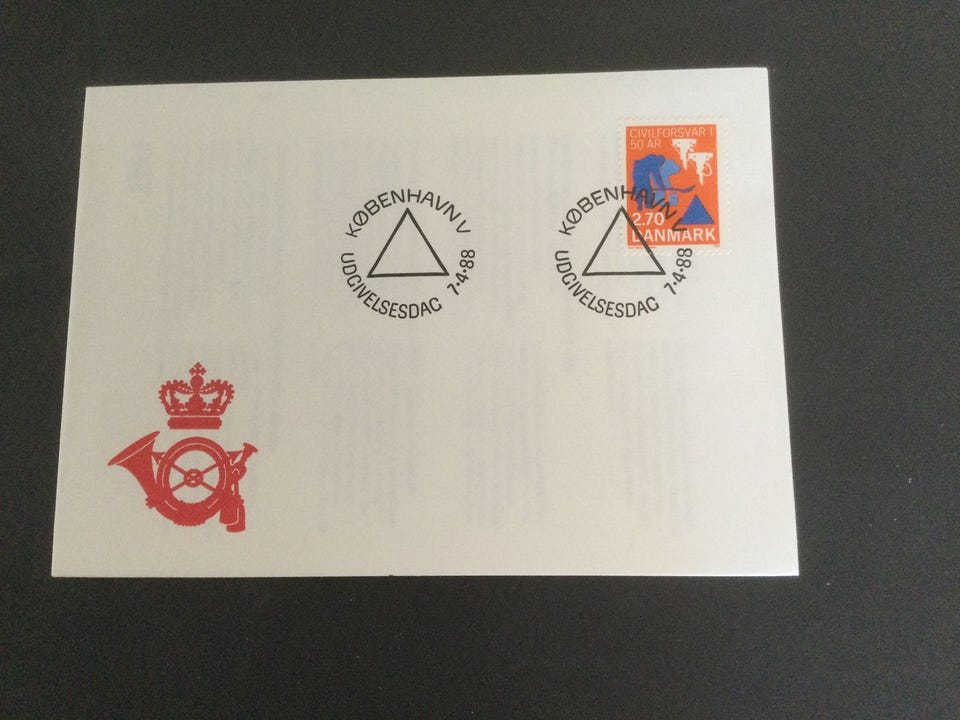 CIVILFORSVAR I
50 ÅR
2.70
DANMARK
KØBENHAVN V
UDGIVELSESDAG 7·4·88
KØBENHAVN V
UDGIVELSESDAG 7·4·88